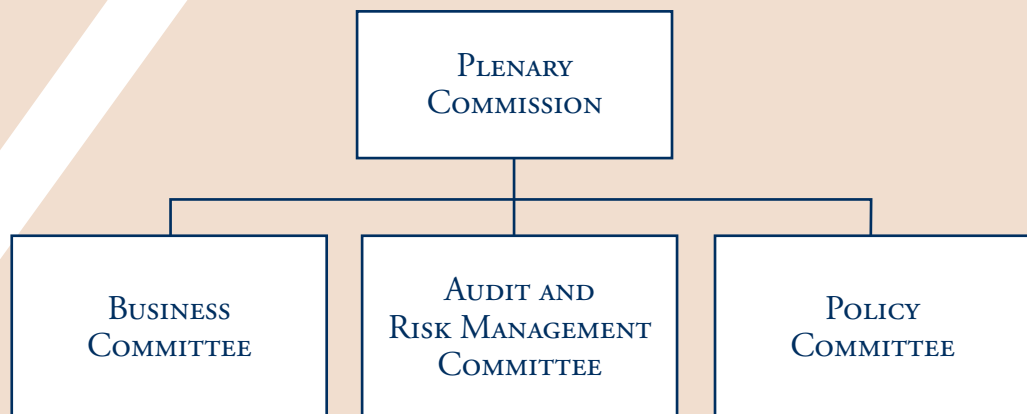 Plenary
Commission
Business
Committee
Audit and
Risk Management
Committee
Policy
Committee